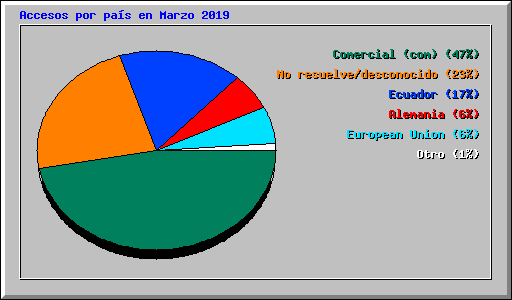 Accesos por país en Marzo 2019
Comercial (com) (47%)
No resuelve/desconocido (23%)
Ecuador (17%)
Alemania (6%)
European Union (6%)
Otro (1%)